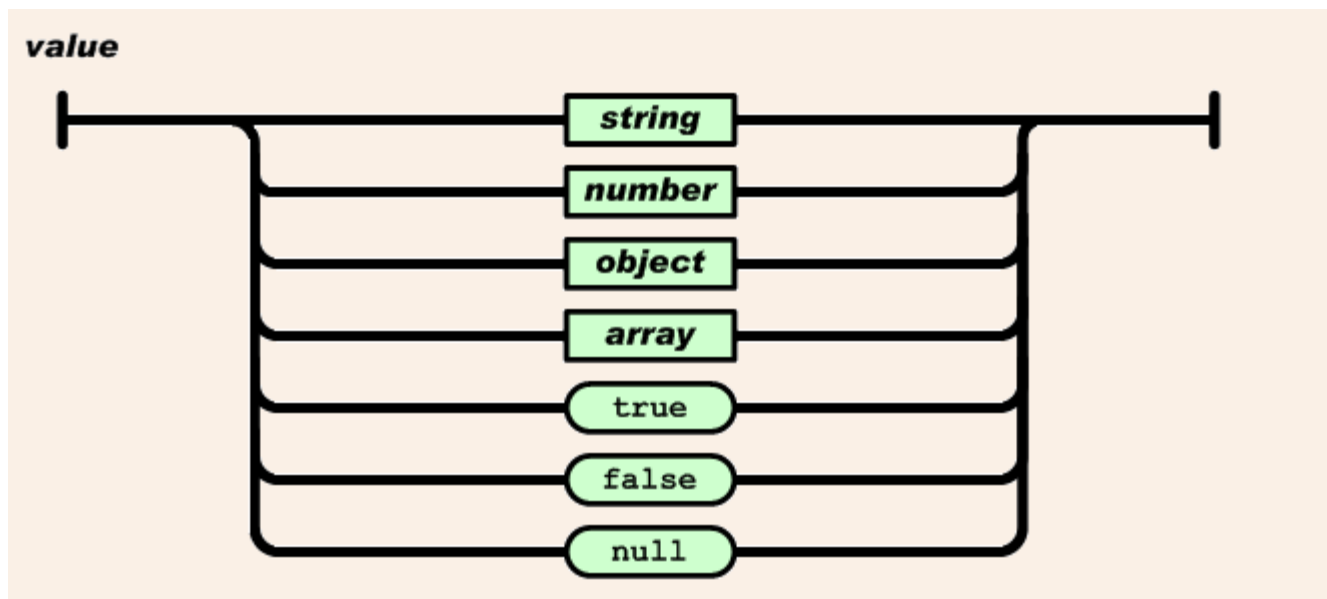 value
string
number
object
array
true
false
null